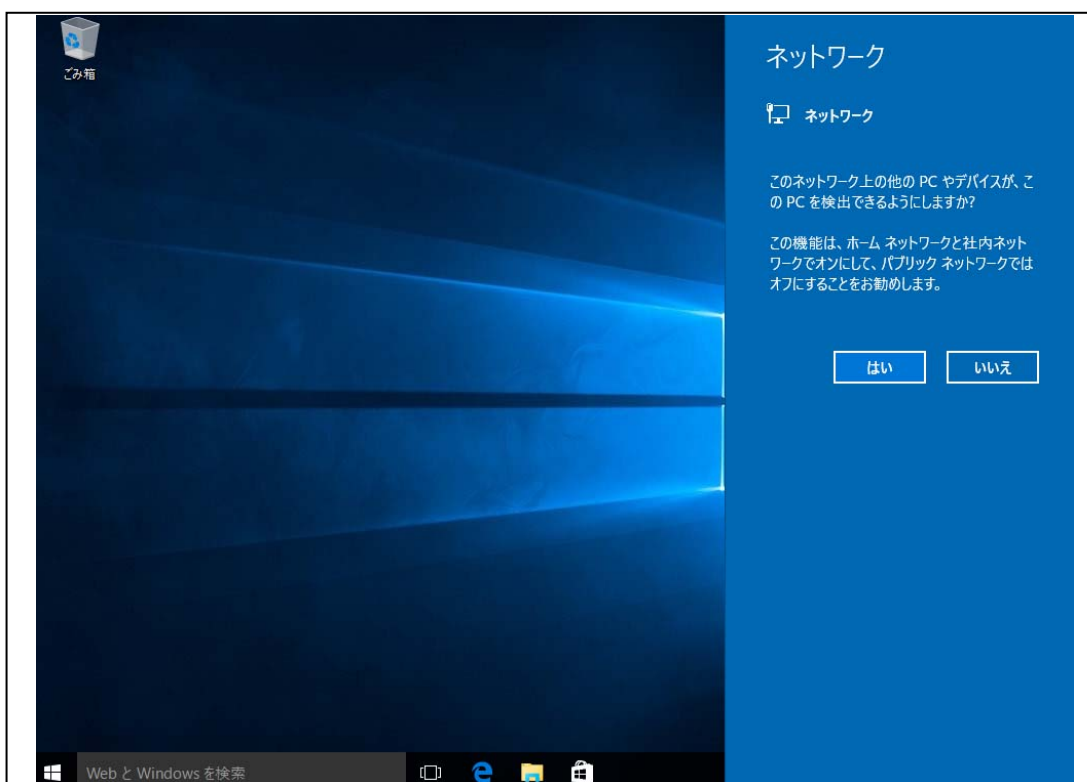 ごみ箱
ネットワーク
ネットワーク
このネットワーク上の他の PC やデバイスが、こ
の PC を検出できるようにしますか?
この機能は、ホーム ネットワークと社内ネット
ワークでオンにして、パブリック ネットワークでは
オフにすることをお勧めします。
はい
いいえ
Web と Windows を検索